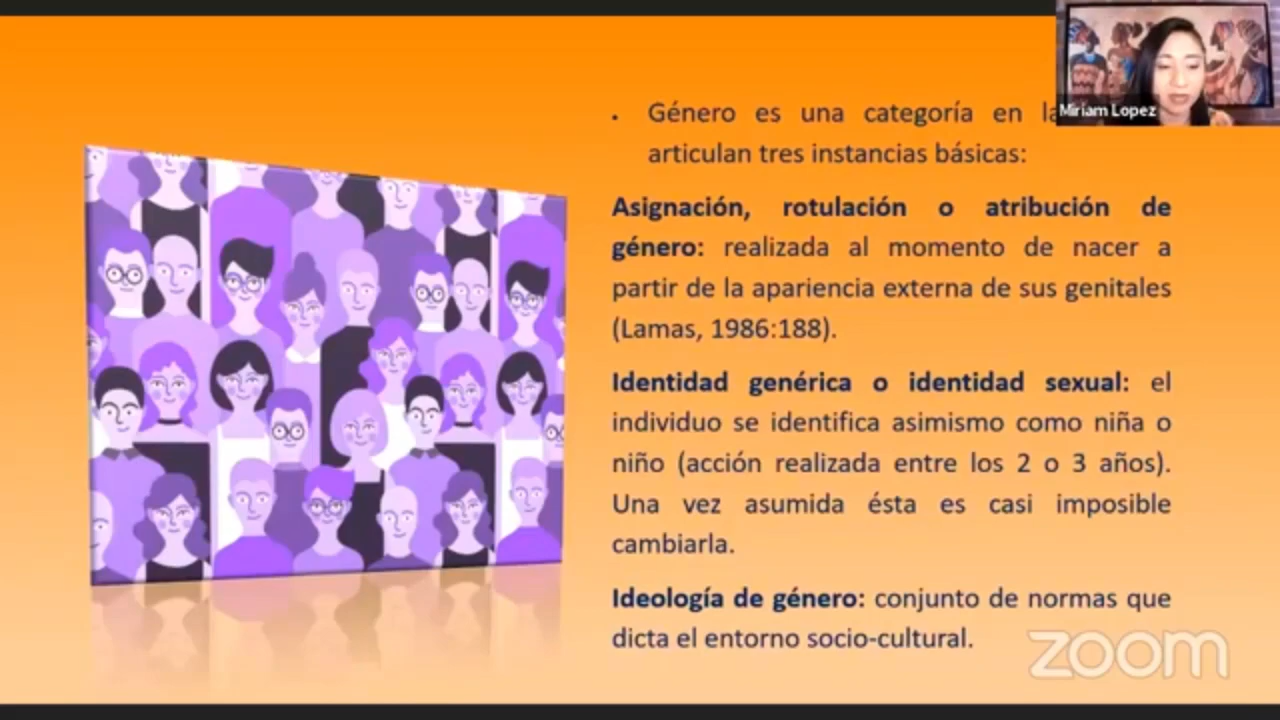 Miriam Lopez
. Género es una categoría en
articulan tres instancias básicas:
Asignación, rotulación o atribución de
género: realizada al momento de nacer a
partir de la apariencia externa de sus genitales
(Lamas, 1986:188).
Identidad genérica o identidad sexual: el
individuo se identifica asimismo como niña o
niño (acción realizada entre los 2 o 3 años).
Una vez asumida ésta es casi imposible
cambiarla.
Ideología de género: conjunto de normas que
dicta el entorno socio-cultural.
zoom